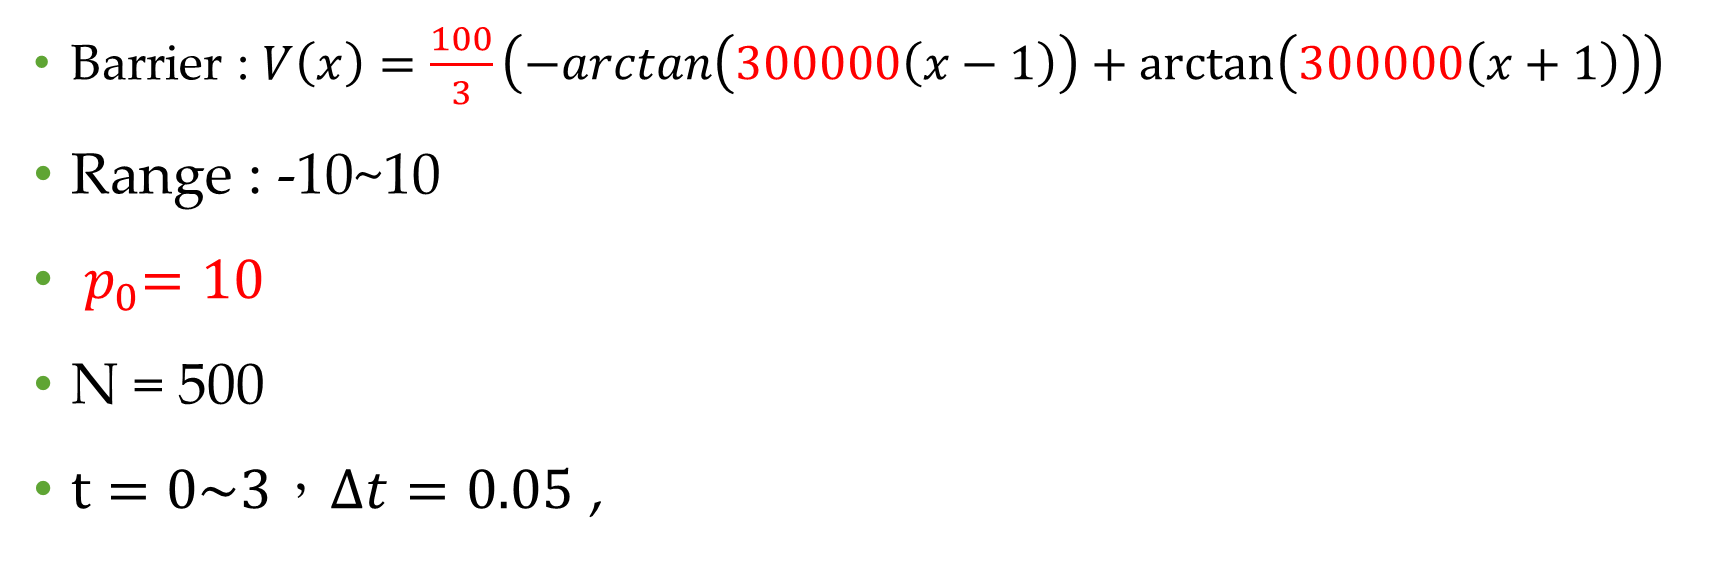 • Barrier : V(x) = 100/3 (−arctan(300000(x − 1)) + arctan(300000(x + 1)))
• Range : -10~10
• p₀= 10
• N = 500
• t = 0~3，Δt = 0.05 ,